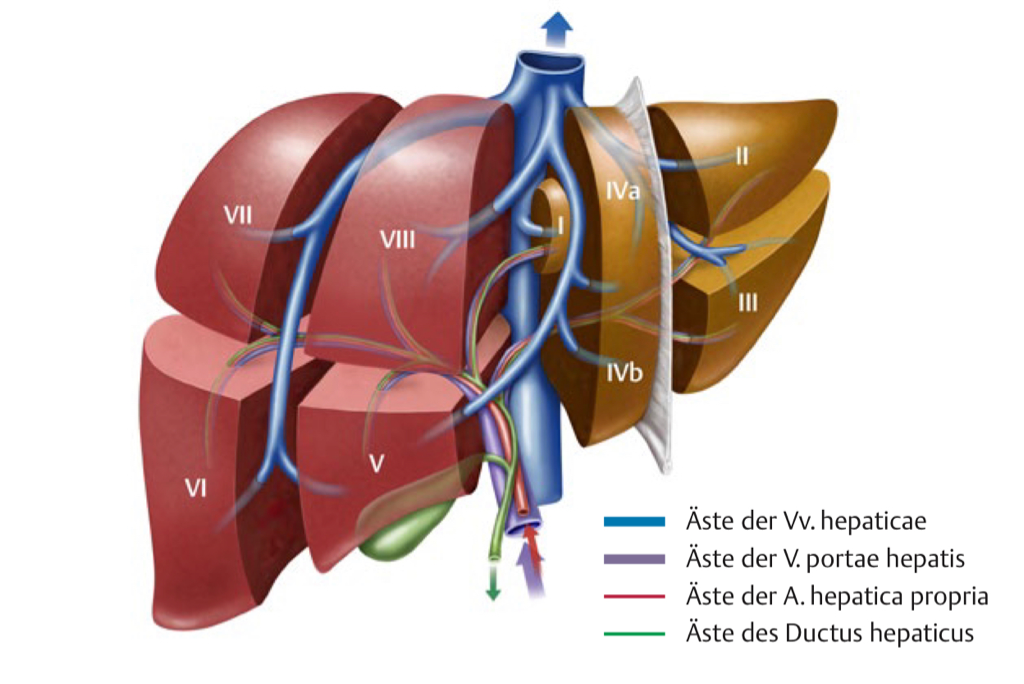 II
IVa
VII
I
VIII
III
IVb
V
VI
Äste der Vv. hepaticae
Äste der V. portae hepatis
Äste der A. hepatica propria
Äste des Ductus hepaticus